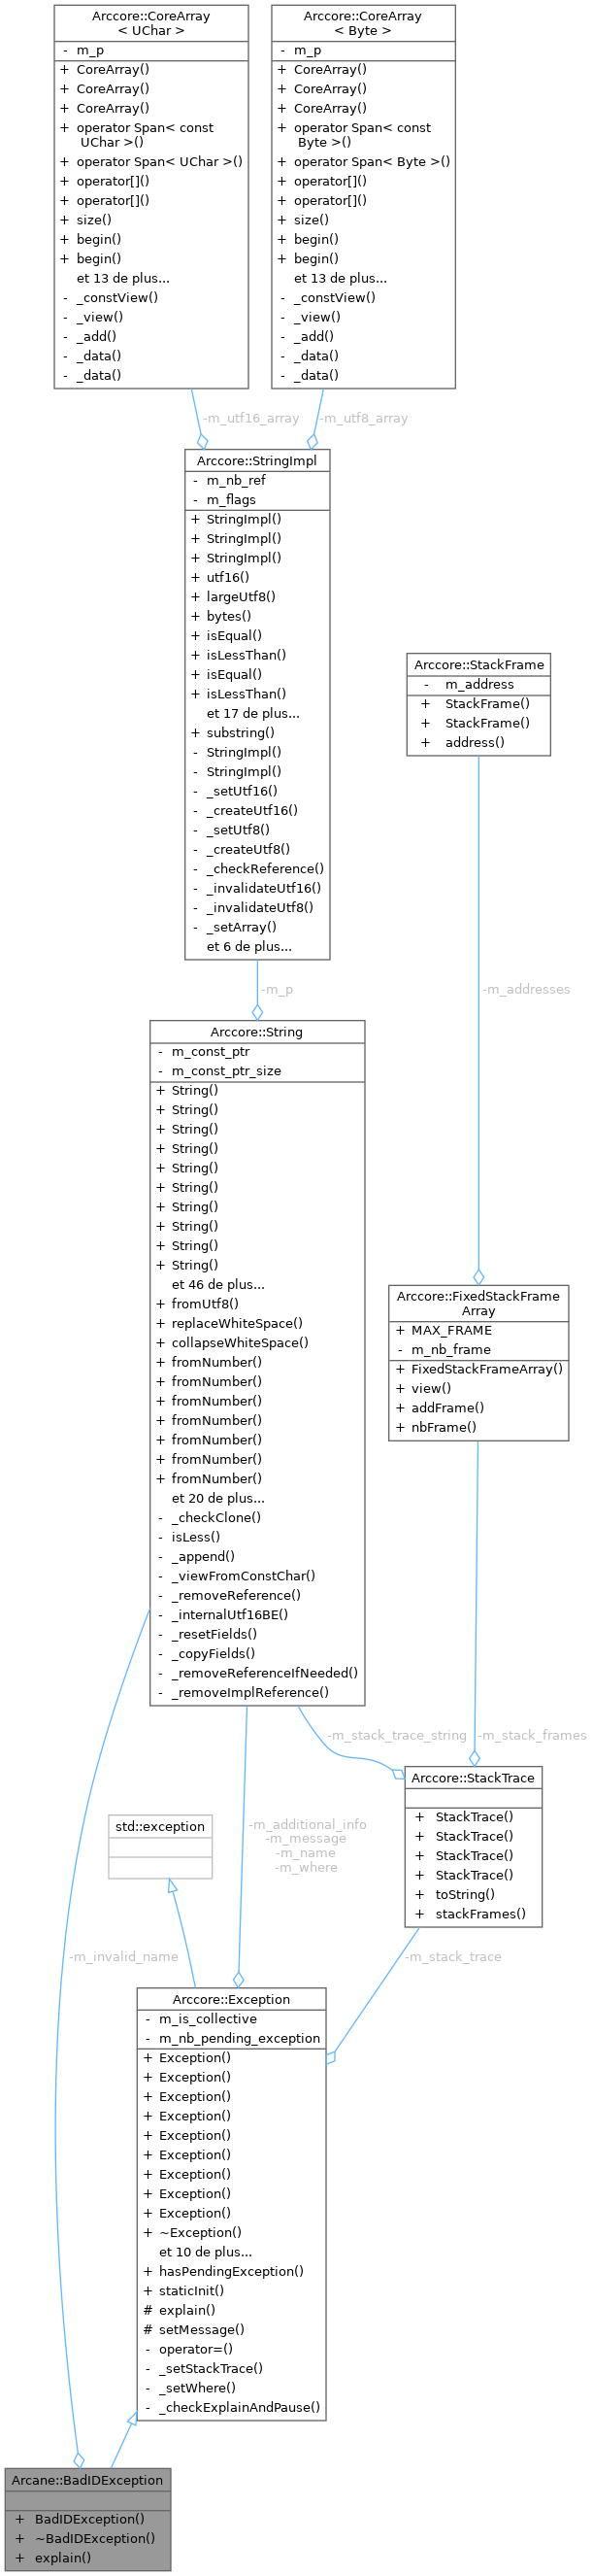 Arccore::CoreArray
< UChar >
- m_p
+ CoreArray()
+ CoreArray()
+ CoreArray()
+ operator Span< const
UChar >()
+ operator Span< UChar >()
+ operator[]()
+ operator[]()
+ size()
+ begin()
+ begin()
et 13 de plus...
- _constView()
- _view()
- _add()
- _data()
- _data()
Arccore::CoreArray
< Byte >
- m_p
+ CoreArray()
+ CoreArray()
+ CoreArray()
+ operator Span< const
Byte >()
+ operator Span< Byte >()
+ operator[]()
+ operator[]()
+ size()
+ begin()
+ begin()
et 13 de plus...
- _constView()
- _view()
- _add()
- _data()
- _data()
-m_utf16_array
-m_utf8_array
Arccore::StringImpl
- m_nb_ref
- m_flags
+ StringImpl()
+ StringImpl()
+ StringImpl()
+ utf16()
+ largeUtf8()
+ bytes()
+ isEqual()
+ isLessThan()
+ isEqual()
+ isLessThan()
et 17 de plus...
+ substring()
- StringImpl()
- StringImpl()
- _setUtf16()
- _createUtf16()
- _setUtf8()
- _createUtf8()
- _checkReference()
- _invalidateUtf16()
- _invalidateUtf8()
- _setArray()
et 6 de plus...
Arccore::StackFrame
- m_address
+ StackFrame()
+ StackFrame()
+ address()
-m_p
-m_addresses
Arccore::String
- m_const_ptr
- m_const_ptr_size
+ String()
+ String()
+ String()
+ String()
+ String()
+ String()
+ String()
+ String()
+ String()
+ String()
et 46 de plus...
+ fromUtf8()
+ replaceWhiteSpace()
+ collapseWhiteSpace()
+ fromNumber()
+ fromNumber()
+ fromNumber()
+ fromNumber()
+ fromNumber()
+ fromNumber()
+ fromNumber()
et 20 de plus...
- _checkClone()
- isLess()
- _append()
- _viewFromConstChar()
- _removeReference()
- _internalUtf16BE()
- _resetFields()
- _copyFields()
- _removeReferenceIfNeeded()
- _removeImplReference()
Arccore::FixedStackFrame
Array
+ MAX_FRAME
- m_nb_frame
+ FixedStackFrameArray()
+ view()
+ addFrame()
+ nbFrame()
-m_stack_trace_string
-m_stack_frames
Arccore::StackTrace
+ StackTrace()
+ StackTrace()
+ StackTrace()
+ StackTrace()
+ toString()
+ stackFrames()
std::exception
-m_additional_info
-m_message
-m_name
-m_where
-m_invalid_name
-m_stack_trace
Arccore::Exception
- m_is_collective
- m_nb_pending_exception
+ Exception()
+ Exception()
+ Exception()
+ Exception()
+ Exception()
+ Exception()
+ Exception()
+ Exception()
+ Exception()
+ ~Exception()
et 10 de plus...
+ hasPendingException()
+ staticInit()
# explain()
# setMessage()
- operator=()
- _setStackTrace()
- _setWhere()
- _checkExplainAndPause()
Arcane::BadIDException
+ BadIDException()
+ ~BadIDException()
+ explain()